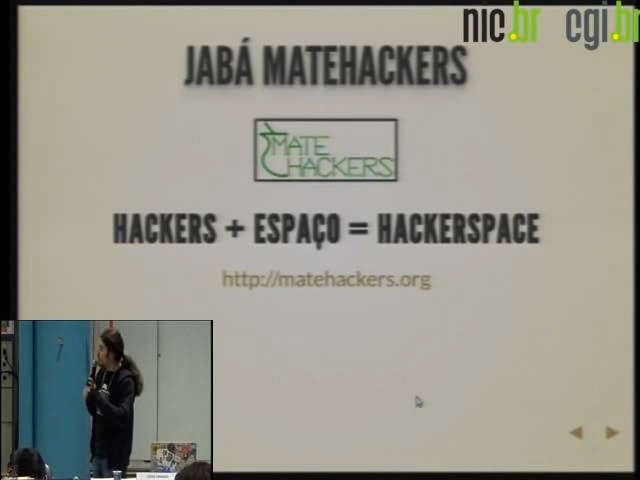 nic.br cgi.br
JABÁ MATEHACKERS
MATE
HACKERS
HACKERS + ESPAÇO = HACKERSPACE
http://matehackers.org